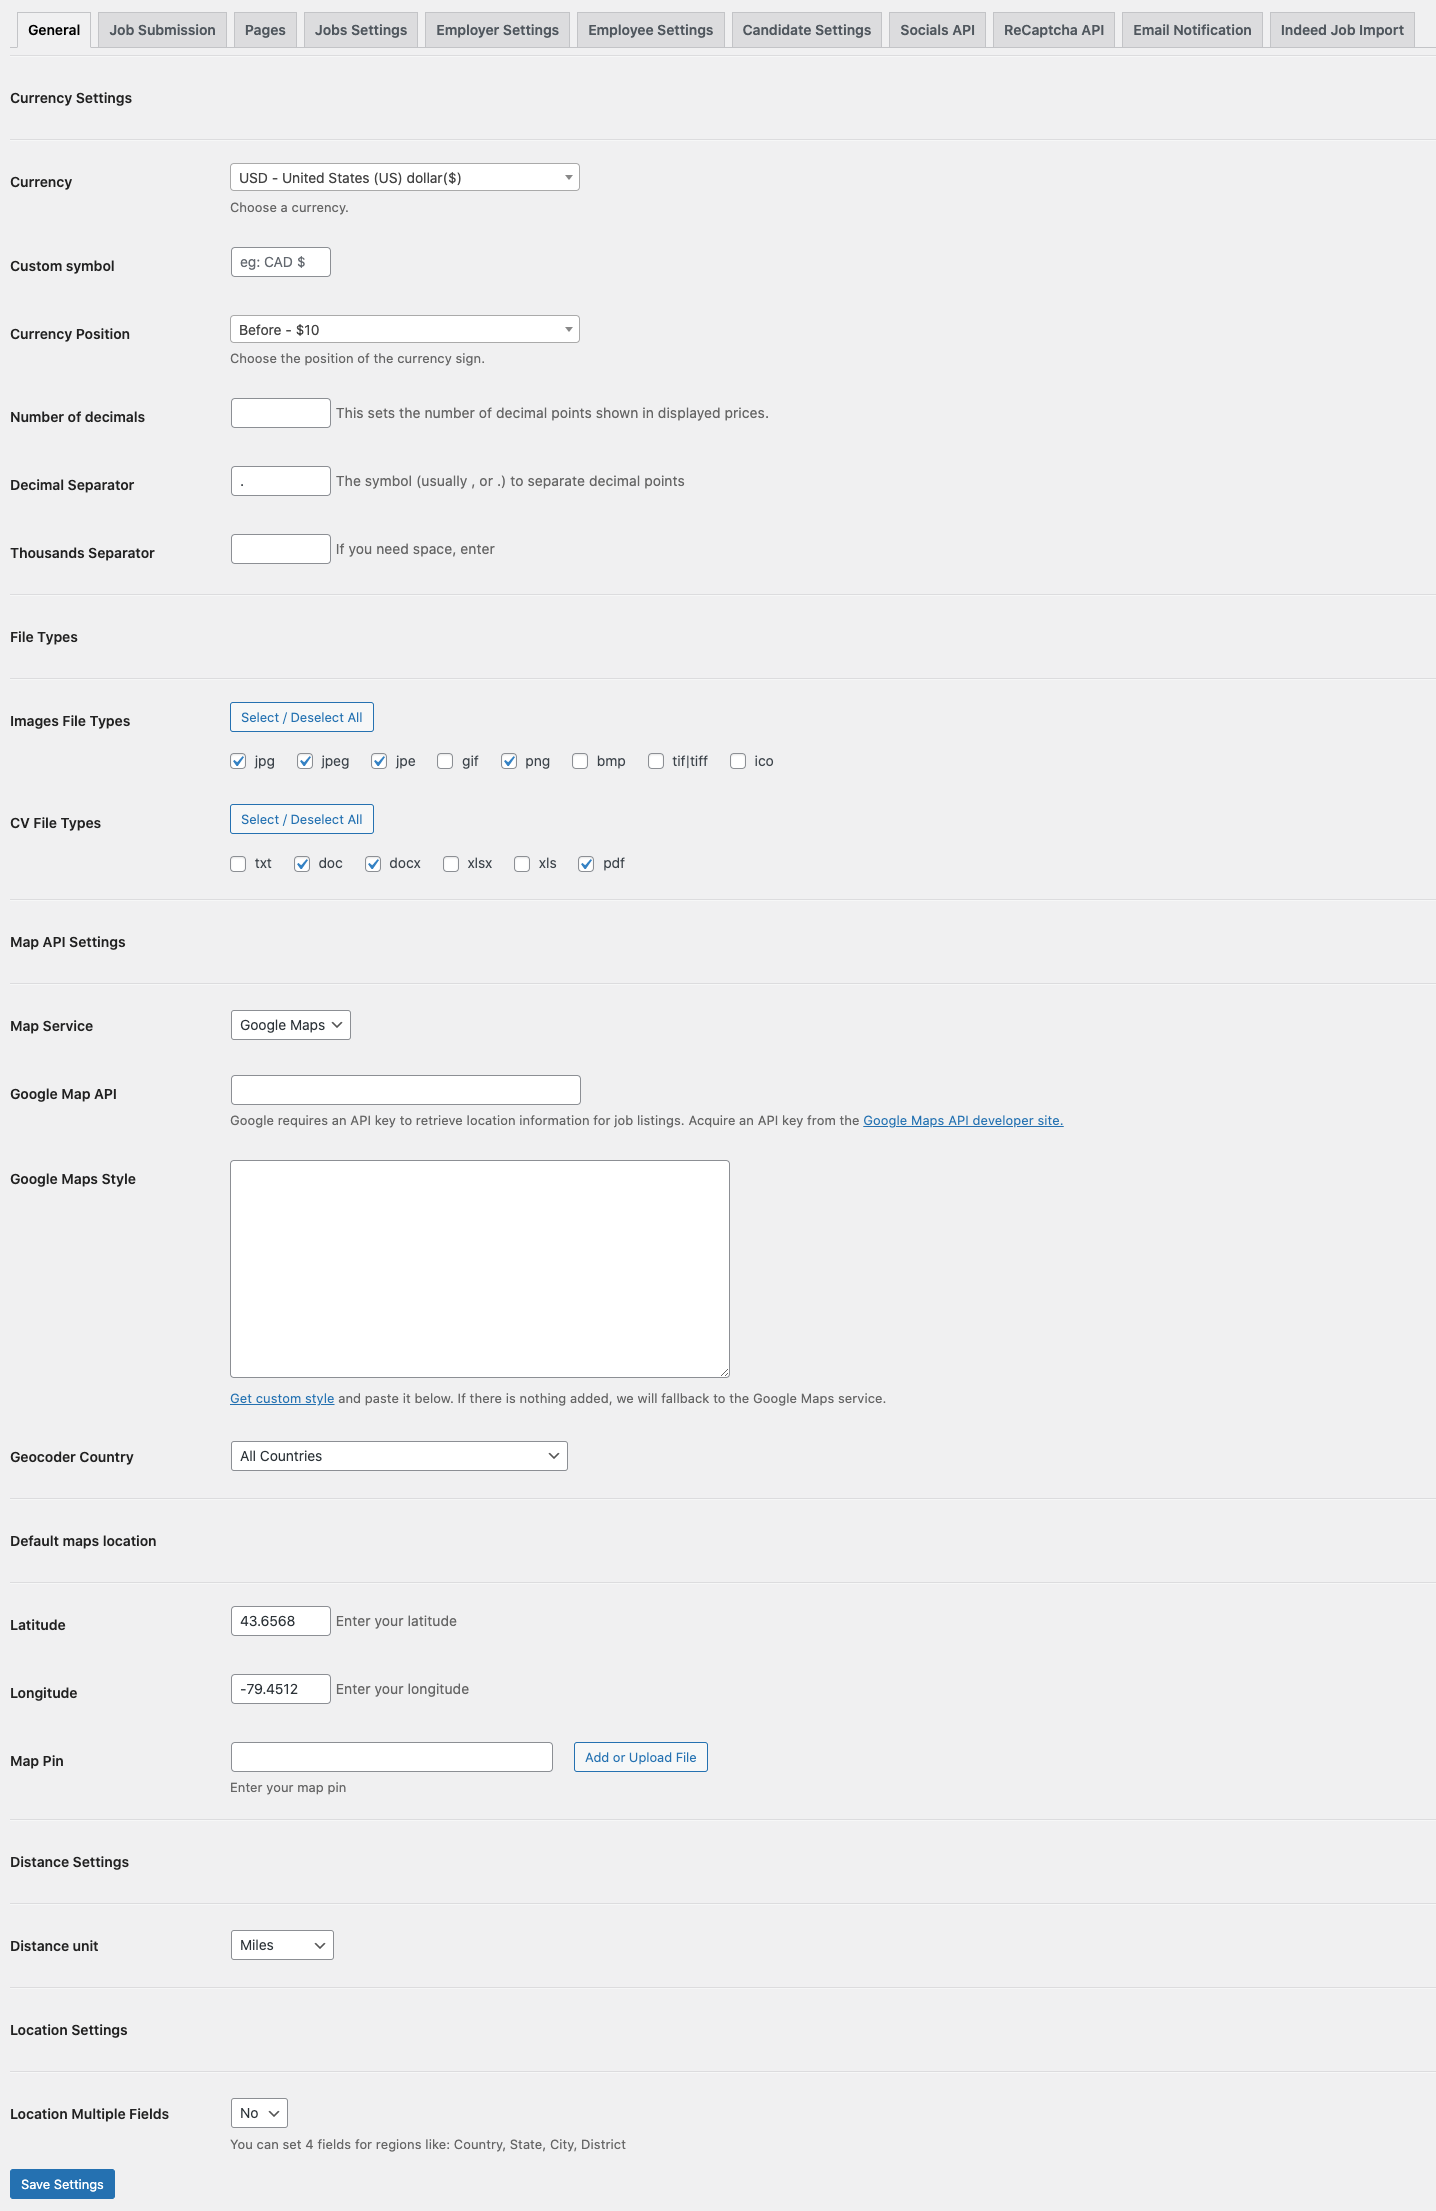 General Job Submission Pages Jobs Settings Employer Settings Employee Settings Candidate Settings Socials API ReCaptcha API Email Notification Indeed Job Import
Currency Settings
Currency USD - United States (US) dollar($)
Choose a currency.
Custom symbol eg: CAD $
Currency Position Before - $10
Choose the position of the currency sign.
Number of decimals This sets the number of decimal points shown in displayed prices.
Decimal Separator . The symbol (usually , or .) to separate decimal points
Thousands Separator If you need space, enter
File Types
Images File Types Select / Deselect All
jpg jpeg jpe gif png bmp tif|tiff ico
CV File Types Select / Deselect All
txt doc docx xlsx xls pdf
Map API Settings
Map Service Google Maps
Google Map API
Google requires an API key to retrieve location information for job listings. Acquire an API key from the Google Maps API developer site.
Google Maps Style
Get custom style and paste it below. If there is nothing added, we will fallback to the Google Maps service.
Geocoder Country All Countries
Default maps location
Latitude 43.6568 Enter your latitude
Longitude -79.4512 Enter your longitude
Map Pin Add or Upload File
Enter your map pin
Distance Settings
Distance unit Miles
Location Settings
Location Multiple Fields No
You can set 4 fields for regions like: Country, State, City, District
Save Settings